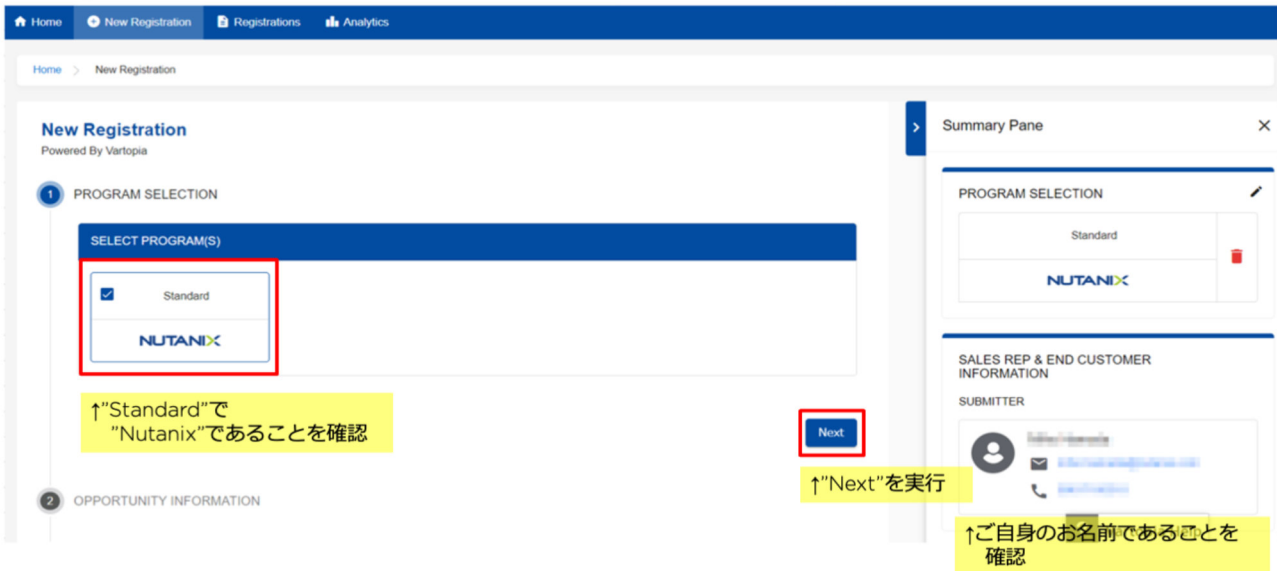 Home New Registration Registrations Analytics
Home > New Registration
New Registration
Powered By Vartopia
1 PROGRAM SELECTION
SELECT PROGRAM(S)
Standard
NUTANIX
↑”Standard”で
”Nutanix”であることを確認
Next
↑”Next”を実行
2 OPPORTUNITY INFORMATION
Summary Pane
PROGRAM SELECTION
Standard
NUTANIX
SALES REP & END CUSTOMER
INFORMATION
SUBMITTER
↑ご自身のお名前であることを
確認